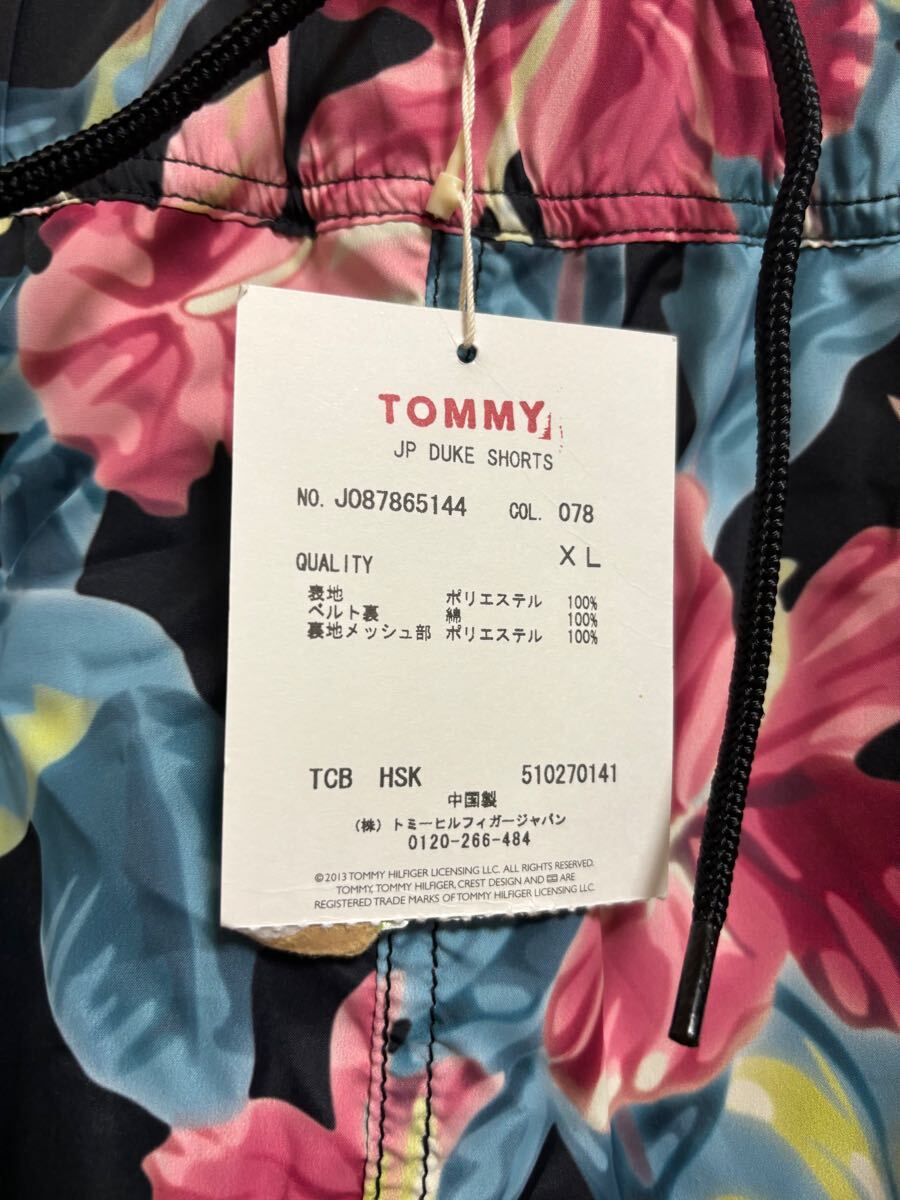 TOMMY
JP DUKE SHORTS
NO. J087865144 COL. 078
QUALITY XL
表地 ポリエステル 100%
ベルト裏 綿 100%
裏地メッシュ部 ポリエステル 100%
TCB HSK 510270141
中国製
(株) トミーヒルフィガージャパン
0120-266-484
©2013 TOMMY HILFIGER LICENSING LLC. ALL RIGHTS RESERVED.
TOMMY, TOMMY HILFIGER, CREST DESIGN AND ARE
REGISTERED TRADE MARKS OF TOMMY HILFIGER LICENSING LLC.